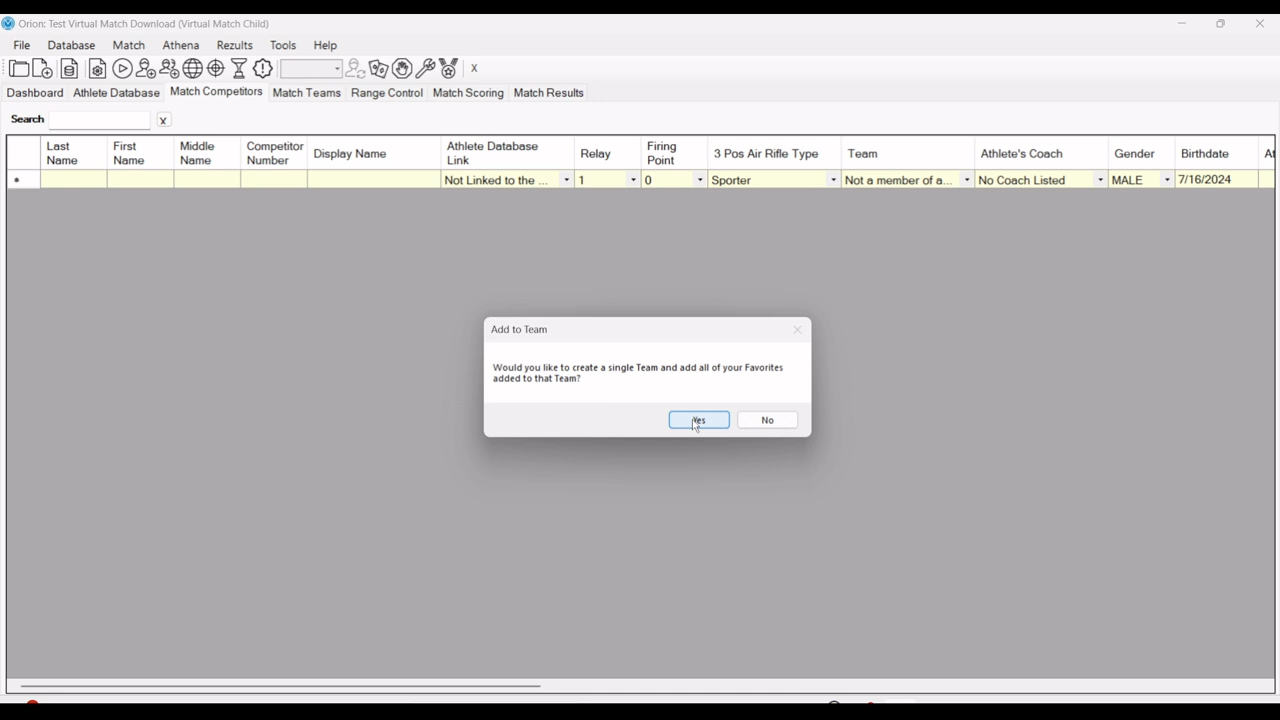 Orion: Test Virtual Match Download (Virtual Match Child)
File Database Match Athena Rezults Tools Help
X
Dashboard Athlete Database Match Competitors Match Teams Range Control Match Scoring Match Results
Search x
Last Name First Name Middle Name Competitor Number Display Name Athlete Database Link Relay Firing Point 3 Pos Air Rifle Type Team Athlete's Coach Gender Birthdate At
Not Linked to the ... 1 0 Sporter Not a member of a... No Coach Listed MALE 7/16/2024
Add to Team
Would you like to create a single Team and add all of your Favorites
added to that Team?
Yes No